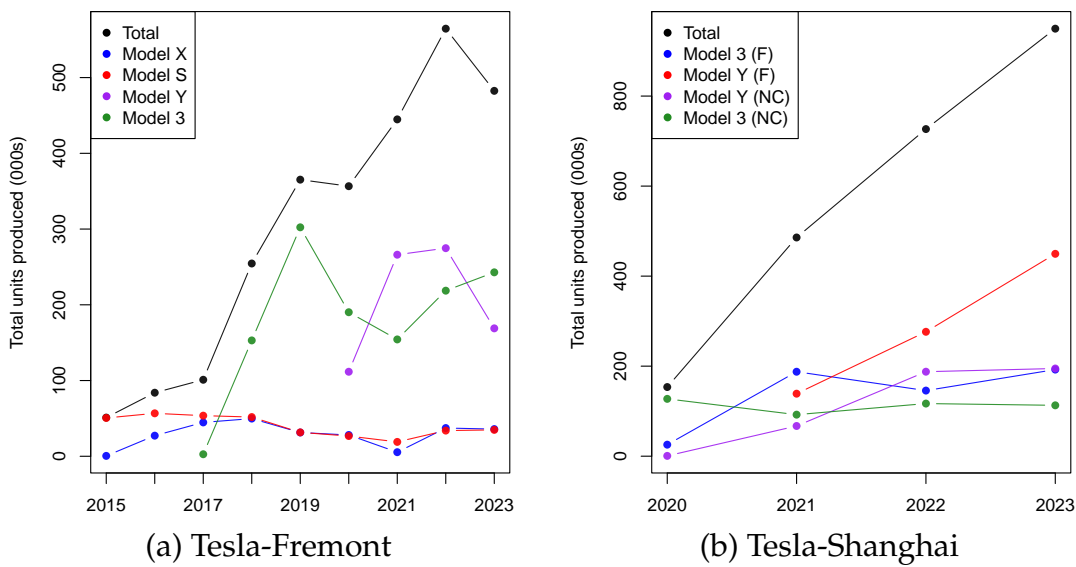 Total
Model X
Model S
Model Y
Model 3
Total units produced (000s)
0
100
200
300
400
500
2015
2017
2019
2021
2023
(a) Tesla-Fremont
Total
Model 3 (F)
Model Y (F)
Model Y (NC)
Model 3 (NC)
Total units produced (000s)
0
200
400
600
800
2020
2021
2022
2023
(b) Tesla-Shanghai